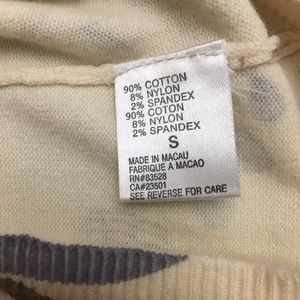 90% COTTON
8% NYLON
2% SPANDEX
90% COTON
8% NYLON
2% SPANDEX
S
MADE IN MACAU
FABRIQUE A MACAO
RN#83528
CA#23501
SEE REVERSE FOR CARE